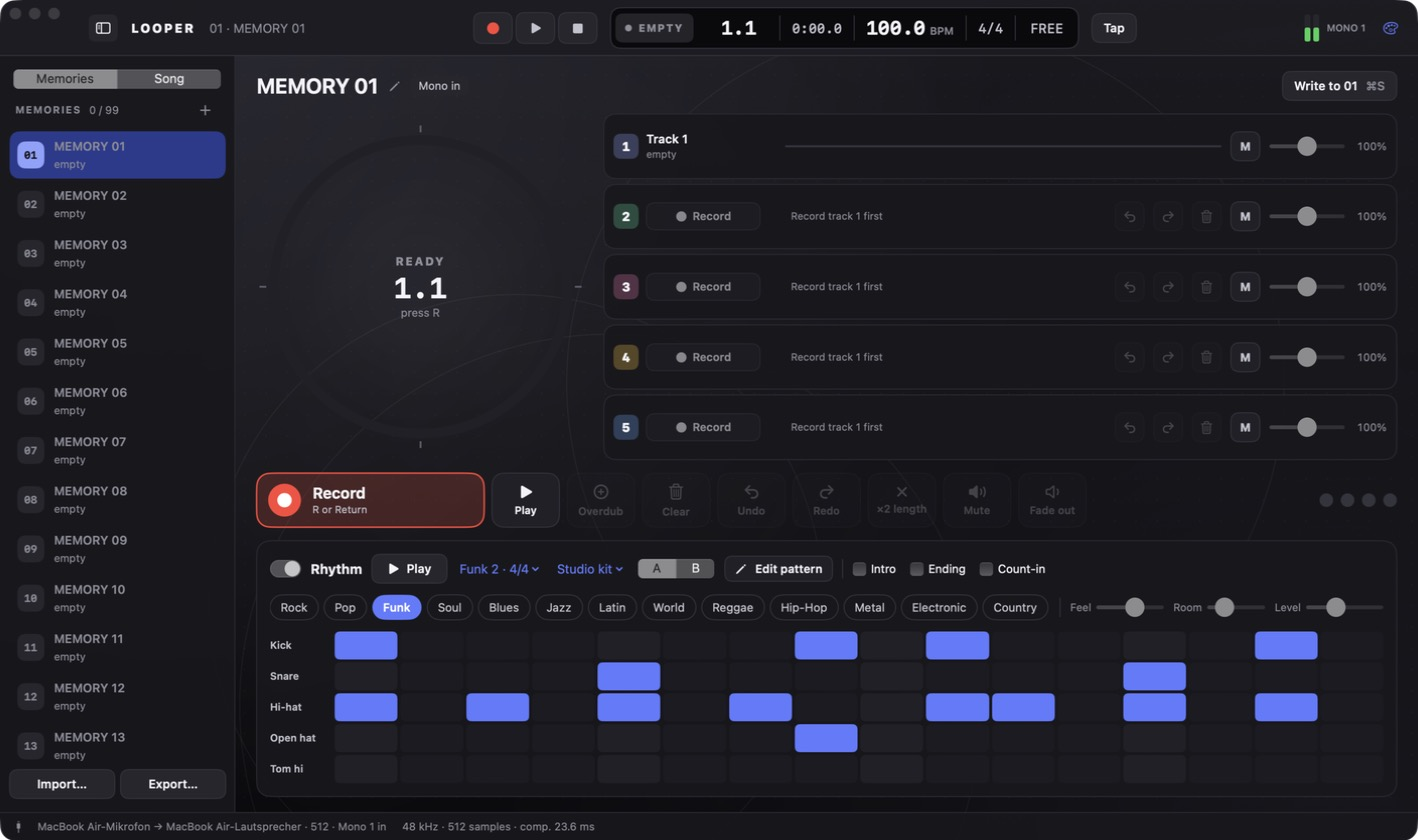 LOOPER 01 · MEMORY 01
EMPTY 1.1 0:00.0 100.0 BPM 4/4 FREE Tap
MONO 1
Memories Song
MEMORIES 0 / 99 +
01 MEMORY 01
empty
02 MEMORY 02
empty
03 MEMORY 03
empty
04 MEMORY 04
empty
05 MEMORY 05
empty
06 MEMORY 06
empty
07 MEMORY 07
empty
08 MEMORY 08
empty
09 MEMORY 09
empty
10 MEMORY 10
empty
11 MEMORY 11
empty
12 MEMORY 12
empty
13 MEMORY 13
empty
Import... Export...
MEMORY 01 Mono in
Write to 01 ⌘S
READY
1.1
press R
1 Track 1
empty
M 100%
2 Record Record track 1 first M 100%
3 Record Record track 1 first M 100%
4 Record Record track 1 first M 100%
5 Record Record track 1 first M 100%
Record
R or Return
Play Overdub Clear Undo Redo ×2 length Mute Fade out
Rhythm Play Funk 2 · 4/4 Studio kit A B Edit pattern Intro Ending Count-in
Rock Pop Funk Soul Blues Jazz Latin World Reggae Hip-Hop Metal Electronic Country Feel Room Level
Kick
Snare
Hi-hat
Open hat
Tom hi
MacBook Air-Mikrofon → MacBook Air-Lautsprecher · 512 · Mono 1 in 48 kHz · 512 samples · comp. 23.6 ms